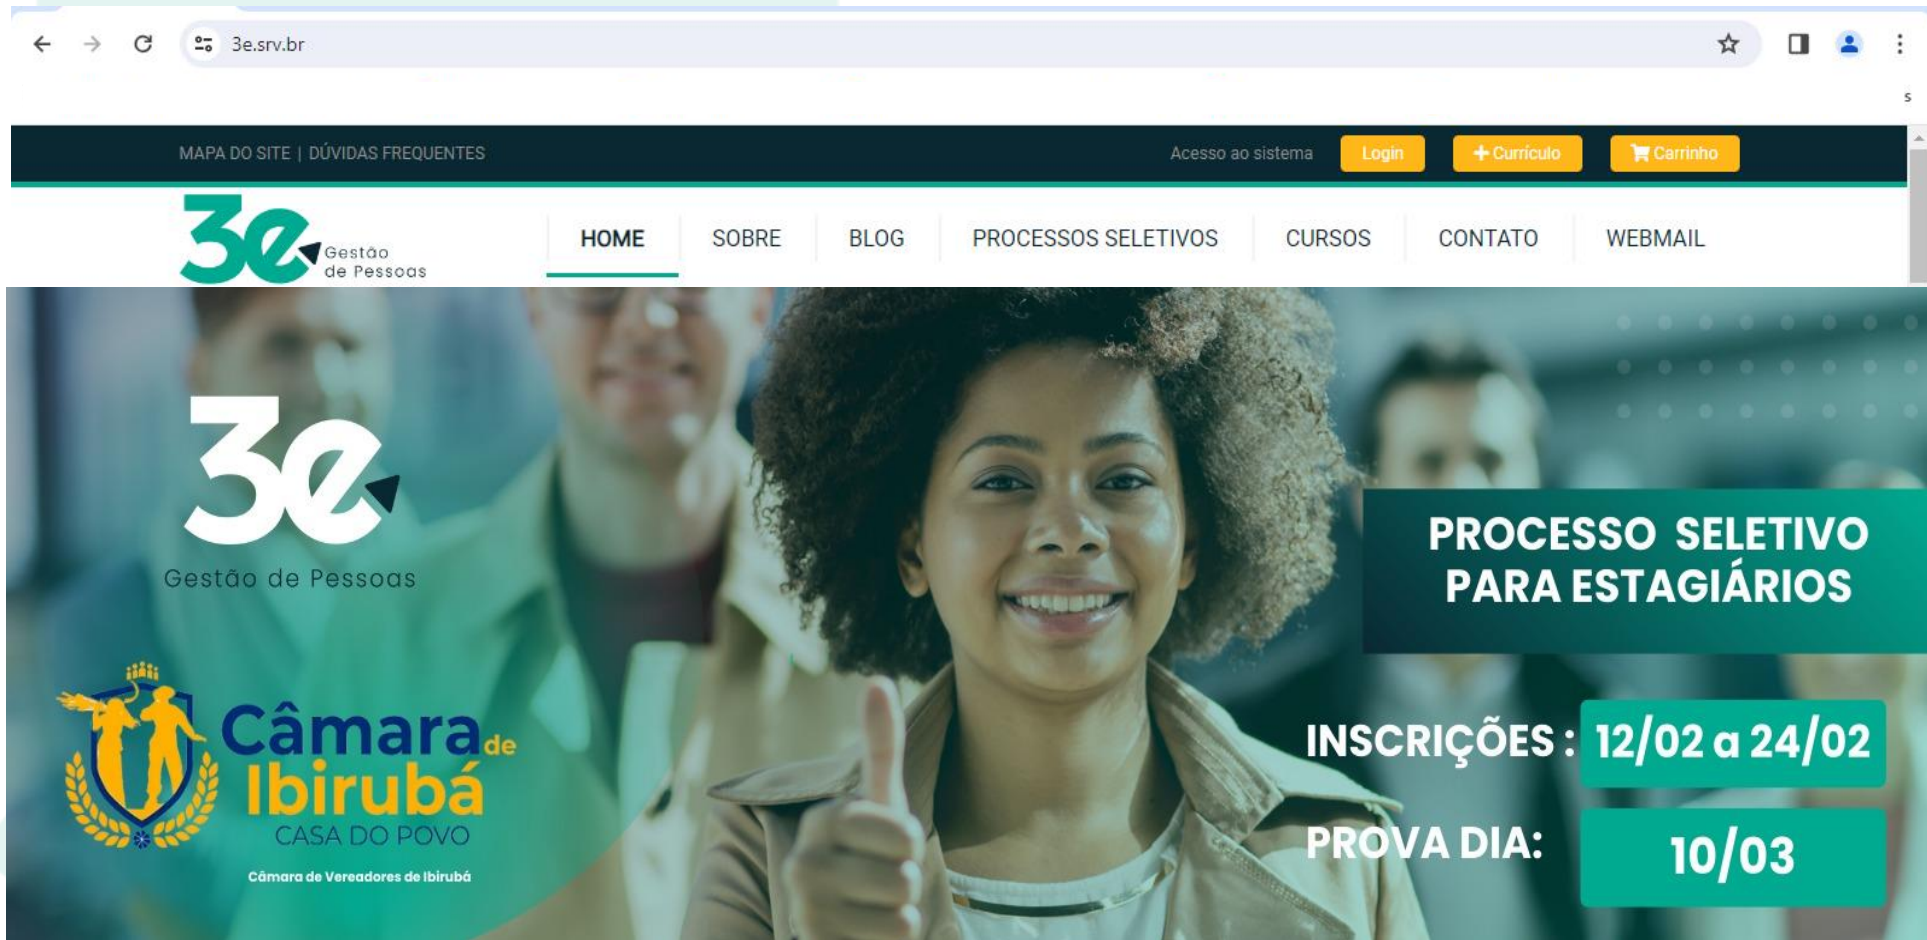 3e.srv.br
s
MAPA DO SITE | DÚVIDAS FREQUENTES
Acesso ao sistema Login + Currículo Carrinho
3e Gestão
de Pessoas
HOME SOBRE BLOG PROCESSOS SELETIVOS CURSOS CONTATO WEBMAIL
3e
Gestão de Pessoas
PROCESSO SELETIVO
PARA ESTAGIÁRIOS
Câmara de
Ibirubá
CASA DO POVO
Câmara de Vereadores de Ibirubá
INSCRIÇÕES : 12/02 a 24/02
PROVA DIA: 10/03